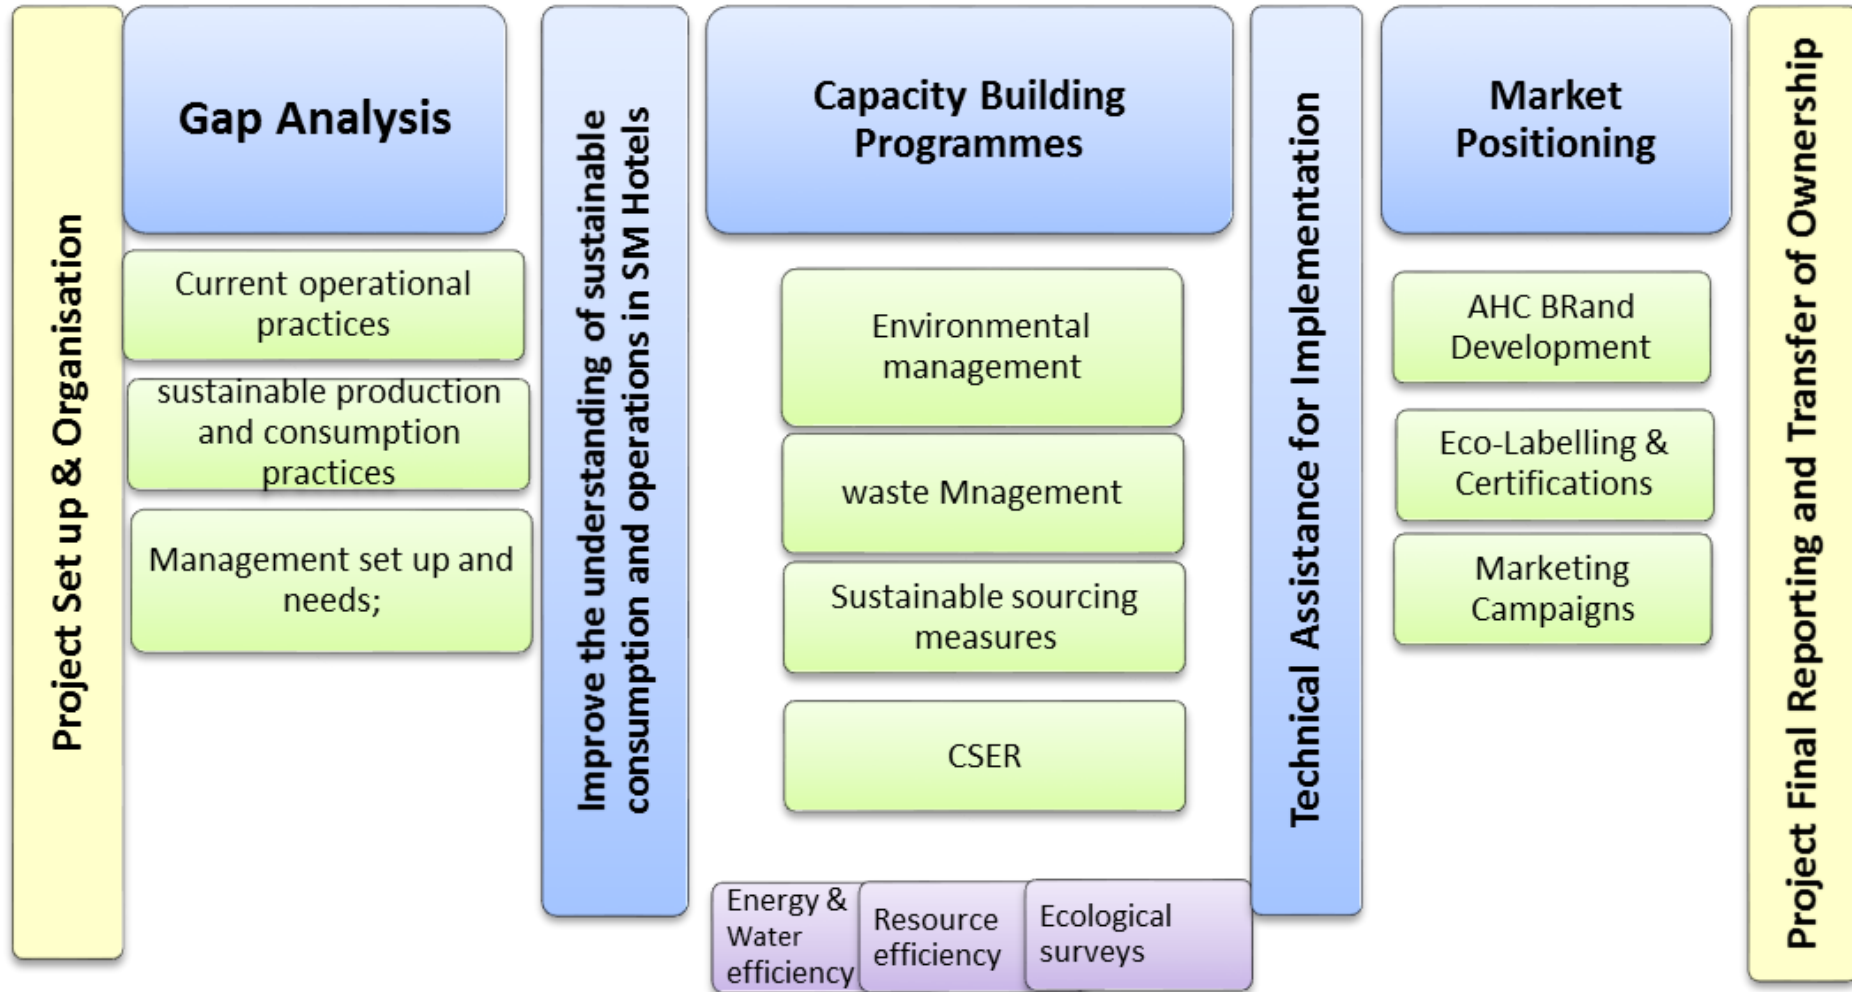 Project Set up & Organisation
Gap Analysis
Current operational
practices
sustainable production
and consumption
practices
Management set up and
needs;
Improve the understanding of sustainable
consumption and operations in SM Hotels
Capacity Building
Programmes
Environmental
management
waste Mnagement
Sustainable sourcing
measures
CSER
Energy &
Water
efficiency
Resource
efficiency
Ecological
surveys
Technical Assistance for Implementation
Market
Positioning
AHC BRand
Development
Eco-Labelling &
Certifications
Marketing
Campaigns
Project Final Reporting and Transfer of Ownership